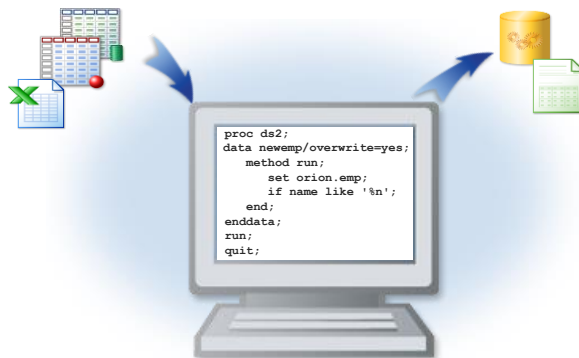 proc ds2;
data newemp/overwrite=yes;
method run;
set orion.emp;
if name like '%n';
end;
enddata;
run;
quit;